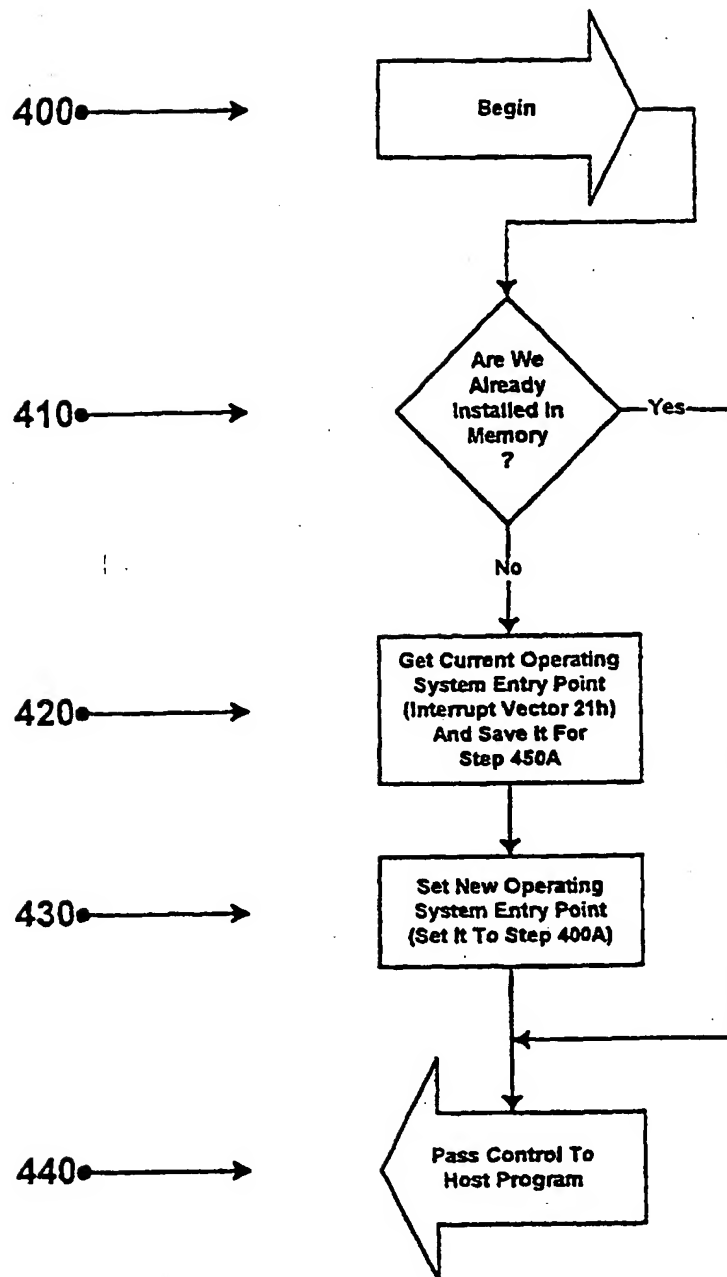 400
Begin
410
Are We
Already
Installed In
Memory
?
Yes
No
420
Get Current Operating
System Entry Point
(Interrupt Vector 21h)
And Save It For
Step 450A
430
Set New Operating
System Entry Point
(Set It To Step 400A)
440
Pass Control To
Host Program